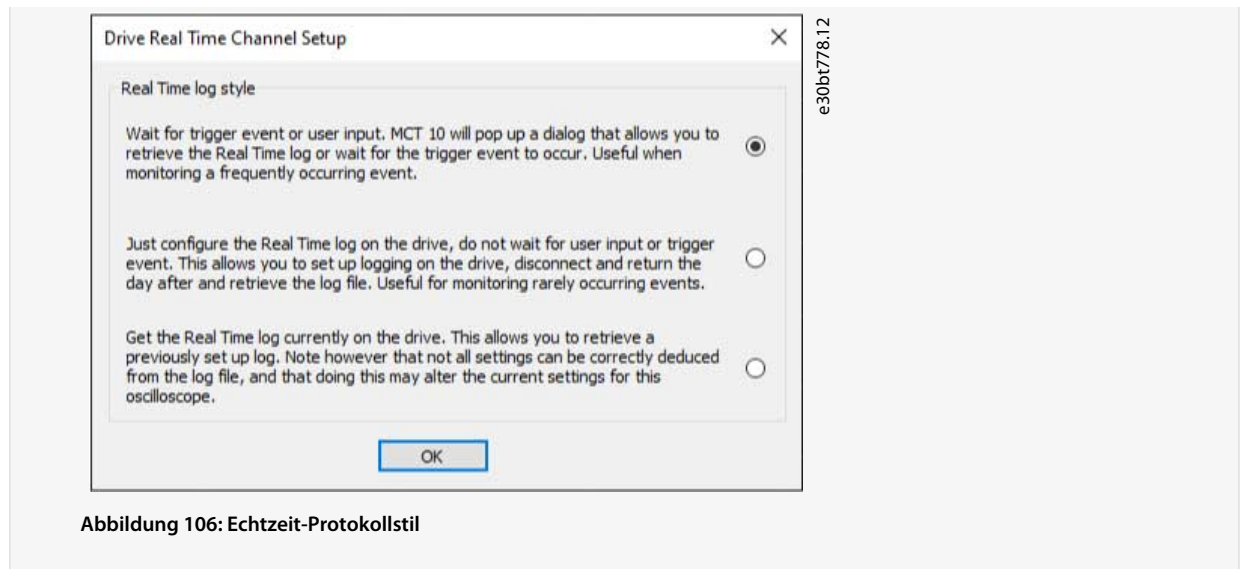 Drive Real Time Channel Setup
Real Time log style
Wait for trigger event or user input. MCT 10 will pop up a dialog that allows you to
retrieve the Real Time log or wait for the trigger event to occur. Useful when
monitoring a frequently occurring event.
Just configure the Real Time log on the drive, do not wait for user input or trigger
event. This allows you to set up logging on the drive, disconnect and return the
day after and retrieve the log file. Useful for monitoring rarely occurring events.
Get the Real Time log currently on the drive. This allows you to retrieve a
previously set up log. Note however that not all settings can be correctly deduced
from the log file, and that doing this may alter the current settings for this
oscilloscope.
OK
e30bt778.12
Abbildung 106: Echtzeit-Protokollstil